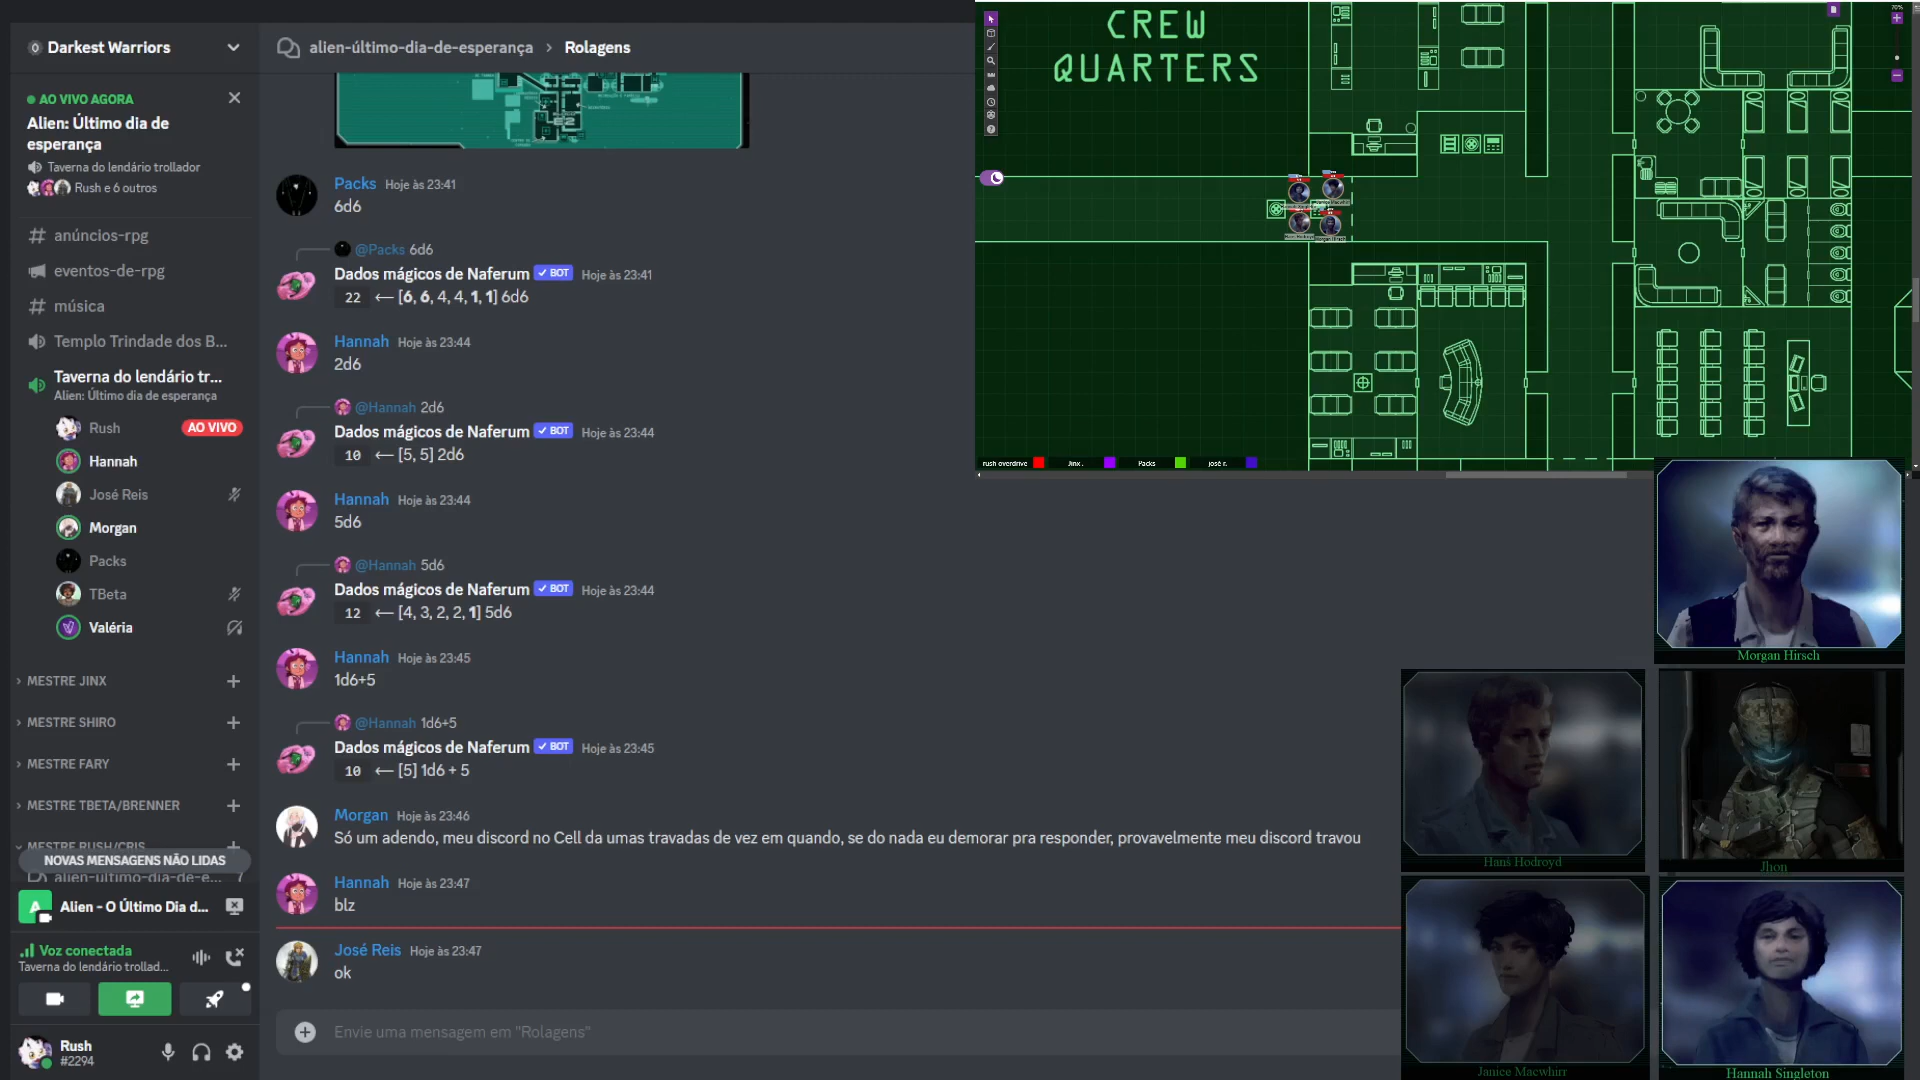 Darkest Warriors
AO VIVO AGORA
Alien: Último dia de
esperança
Taverna do lendário trollador
Rush e 6 outros
anúncios-rpg
eventos-de-rpg
música
Templo Trindade dos B...
Taverna do lendário tr...
Alien: Último dia de esperança
Rush
AO VIVO
Hannah
José Reis
Morgan
Packs
TBeta
Valéria
MESTRE JINX
MESTRE SHIRO
MESTRE FARY
MESTRE TBETA/BRENNER
MESTRE RUSH/CRIS
NOVAS MENSAGENS NÃO LIDAS
alien-último-dia-de-e...
Alien - O Último Dia d...
Voz conectada
Taverna do lendário trollad...
Rush
#2294
alien-último-dia-de-esperança › Rolagens
Packs Hoje às 23:41
6d6
@Packs 6d6
Dados mágicos de Naferum ✓ BOT Hoje às 23:41
22 ⟵ [6, 6, 4, 4, 1, 1] 6d6
Hannah Hoje às 23:44
2d6
@Hannah 2d6
Dados mágicos de Naferum ✓ BOT Hoje às 23:44
10 ⟵ [5, 5] 2d6
Hannah Hoje às 23:44
5d6
@Hannah 5d6
Dados mágicos de Naferum ✓ BOT Hoje às 23:44
12 ⟵ [4, 3, 2, 2, 1] 5d6
Hannah Hoje às 23:45
1d6+5
@Hannah 1d6+5
Dados mágicos de Naferum ✓ BOT Hoje às 23:45
10 ⟵ [5] 1d6 + 5
Morgan Hoje às 23:46
Só um adendo, meu discord no Cell da umas travadas de vez em quando, se do nada eu demorar pra responder, provavelmente meu discord travou
Hannah Hoje às 23:47
blz
José Reis Hoje às 23:47
ok
Envie uma mensagem em "Rolagens"
CREW
QUARTERS
70%
rush overdrive
Jinx .
Packs
josé r.
Morgan Hirsch
Hans Hodroyd
Jhon
Janice Macwhirr
Hannah Singleton